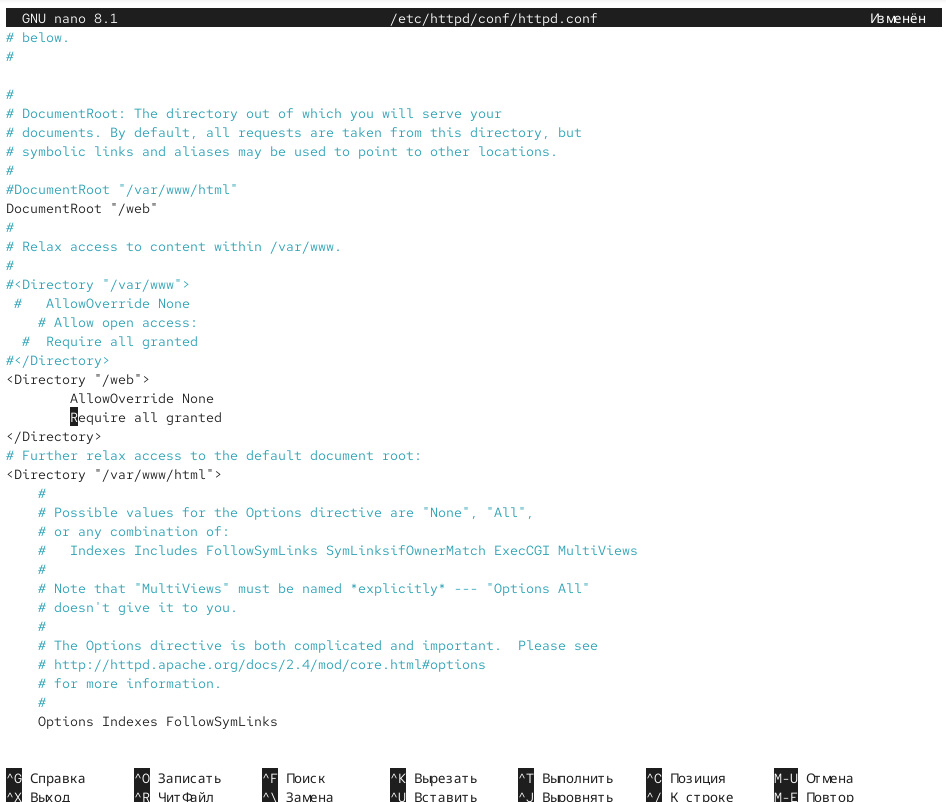 GNU nano 8.1 /etc/httpd/conf/httpd.conf Изменён
# below.
#
#
# DocumentRoot: The directory out of which you will serve your
# documents. By default, all requests are taken from this directory, but
# symbolic links and aliases may be used to point to other locations.
#
#DocumentRoot "/var/www/html"
DocumentRoot "/web"
#
# Relax access to content within /var/www.
#
#<Directory "/var/www">
#   AllowOverride None
# Allow open access:
#  Require all granted
#</Directory>
<Directory "/web">
AllowOverride None
Require all granted
</Directory>
# Further relax access to the default document root:
<Directory "/var/www/html">
#
# Possible values for the Options directive are "None", "All",
# or any combination of:
#   Indexes Includes FollowSymLinks SymLinksifOwnerMatch ExecCGI MultiViews
#
# Note that "MultiViews" must be named *explicitly* --- "Options All"
# doesn't give it to you.
#
# The Options directive is both complicated and important.  Please see
# http://httpd.apache.org/docs/2.4/mod/core.html#options
# for more information.
#
Options Indexes FollowSymLinks
^G Справка ^O Записать ^F Поиск ^K Вырезать ^T Выполнить ^C Позиция M-U Отмена
^X Выход ^R ЧитФайл ^\ Замена ^U Вставить ^J Выровнять ^/ К строке M-E Повтор